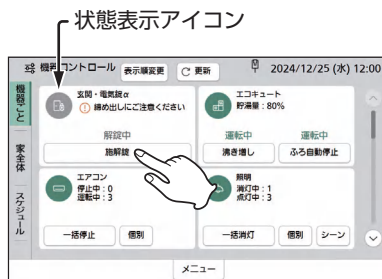 状態表示アイコン
機器コントロール 表示順変更 更新 2024/12/25 (水) 12:00
機器ごと
家全体
スケジュール
玄関・電気錠α
締め出しにご注意ください
解錠中
施解錠
エコキュート
貯湯量：80%
運転中 運転中
沸き増し ふろ自動停止
エアコン
停止中：0
運転中：3
一括停止 個別
照明
消灯中：1
点灯中：3
一括消灯 個別 シーン
メニュー